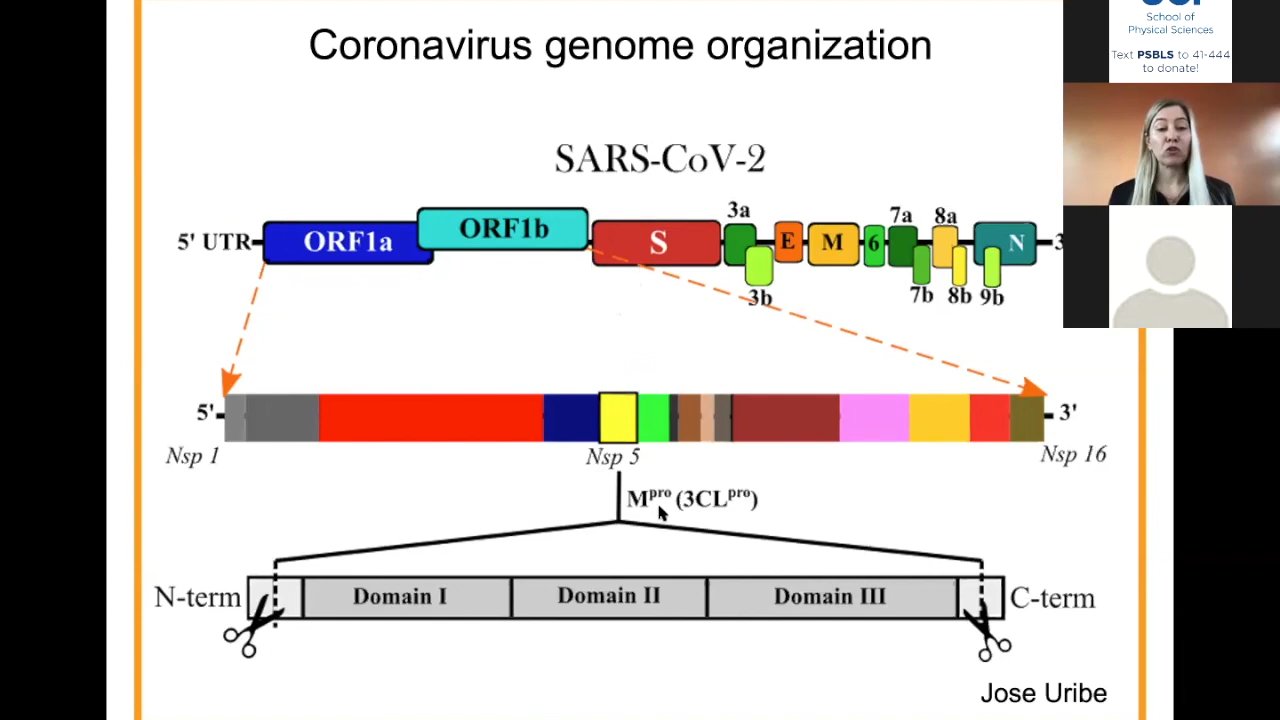 Coronavirus genome organization
School of
Physical Sciences
Text PSBLS to 41-444
to donate!
SARS-CoV-2
5' UTR
ORF1a
ORF1b
S
3a
3b
E
M
6
7a
7b
8a
8b
9b
N
5'
3'
Nsp 1
Nsp 5
Nsp 16
Mpro (3CLpro)
N-term
Domain I
Domain II
Domain III
C-term
Jose Uribe